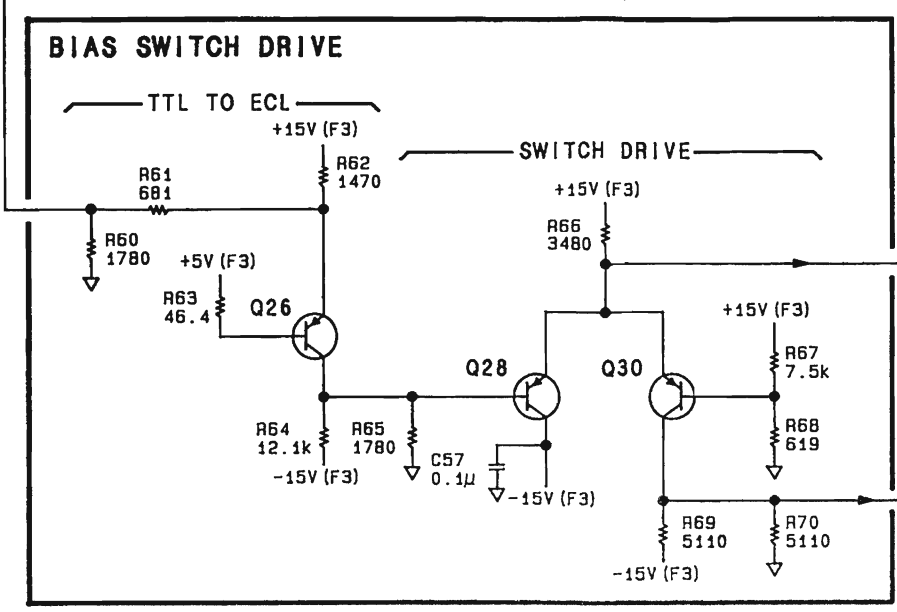 BIAS SWITCH DRIVE
TTL TO ECL
+15V (F3)
R62
1470
SWITCH DRIVE
R61
681
+15V (F3)
R60
1780
R66
3480
+5V (F3)
R63
46.4
Q26
+15V (F3)
R67
7.5k
Q28
Q30
R64
12.1k
R65
1780
R68
619
C57
0.1μ
-15V (F3)
-15V (F3)
R69
5110
R70
5110
-15V (F3)